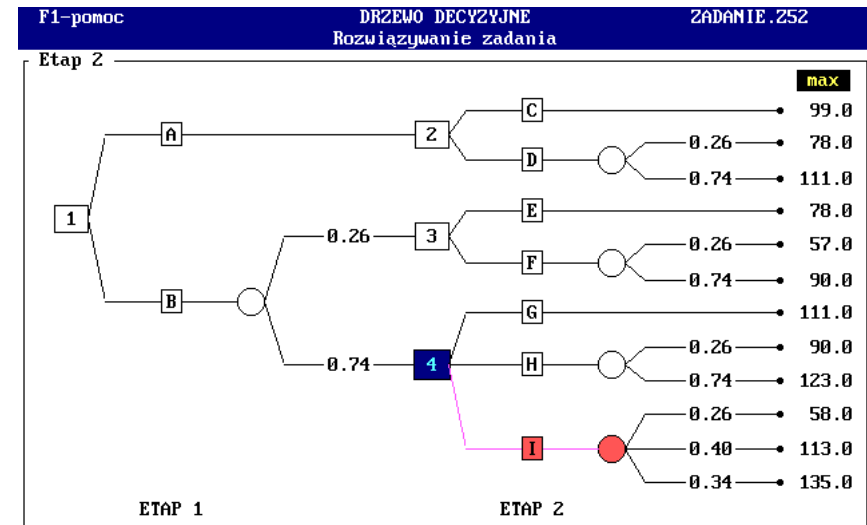 F1-pomoc DRZEWO DECYZYJNE ZADANIE.Z52
Rozwiązywanie zadania
Etap 2
max
C 99.0
A 2 0.26 78.0
D
0.74 111.0
1 E 78.0
0.26 3 0.26 57.0
F
0.74 90.0
B G 111.0
0.26 90.0
0.74 4 H
0.74 123.0
0.26 58.0
I 0.40 113.0
0.34 135.0
ETAP 1 ETAP 2